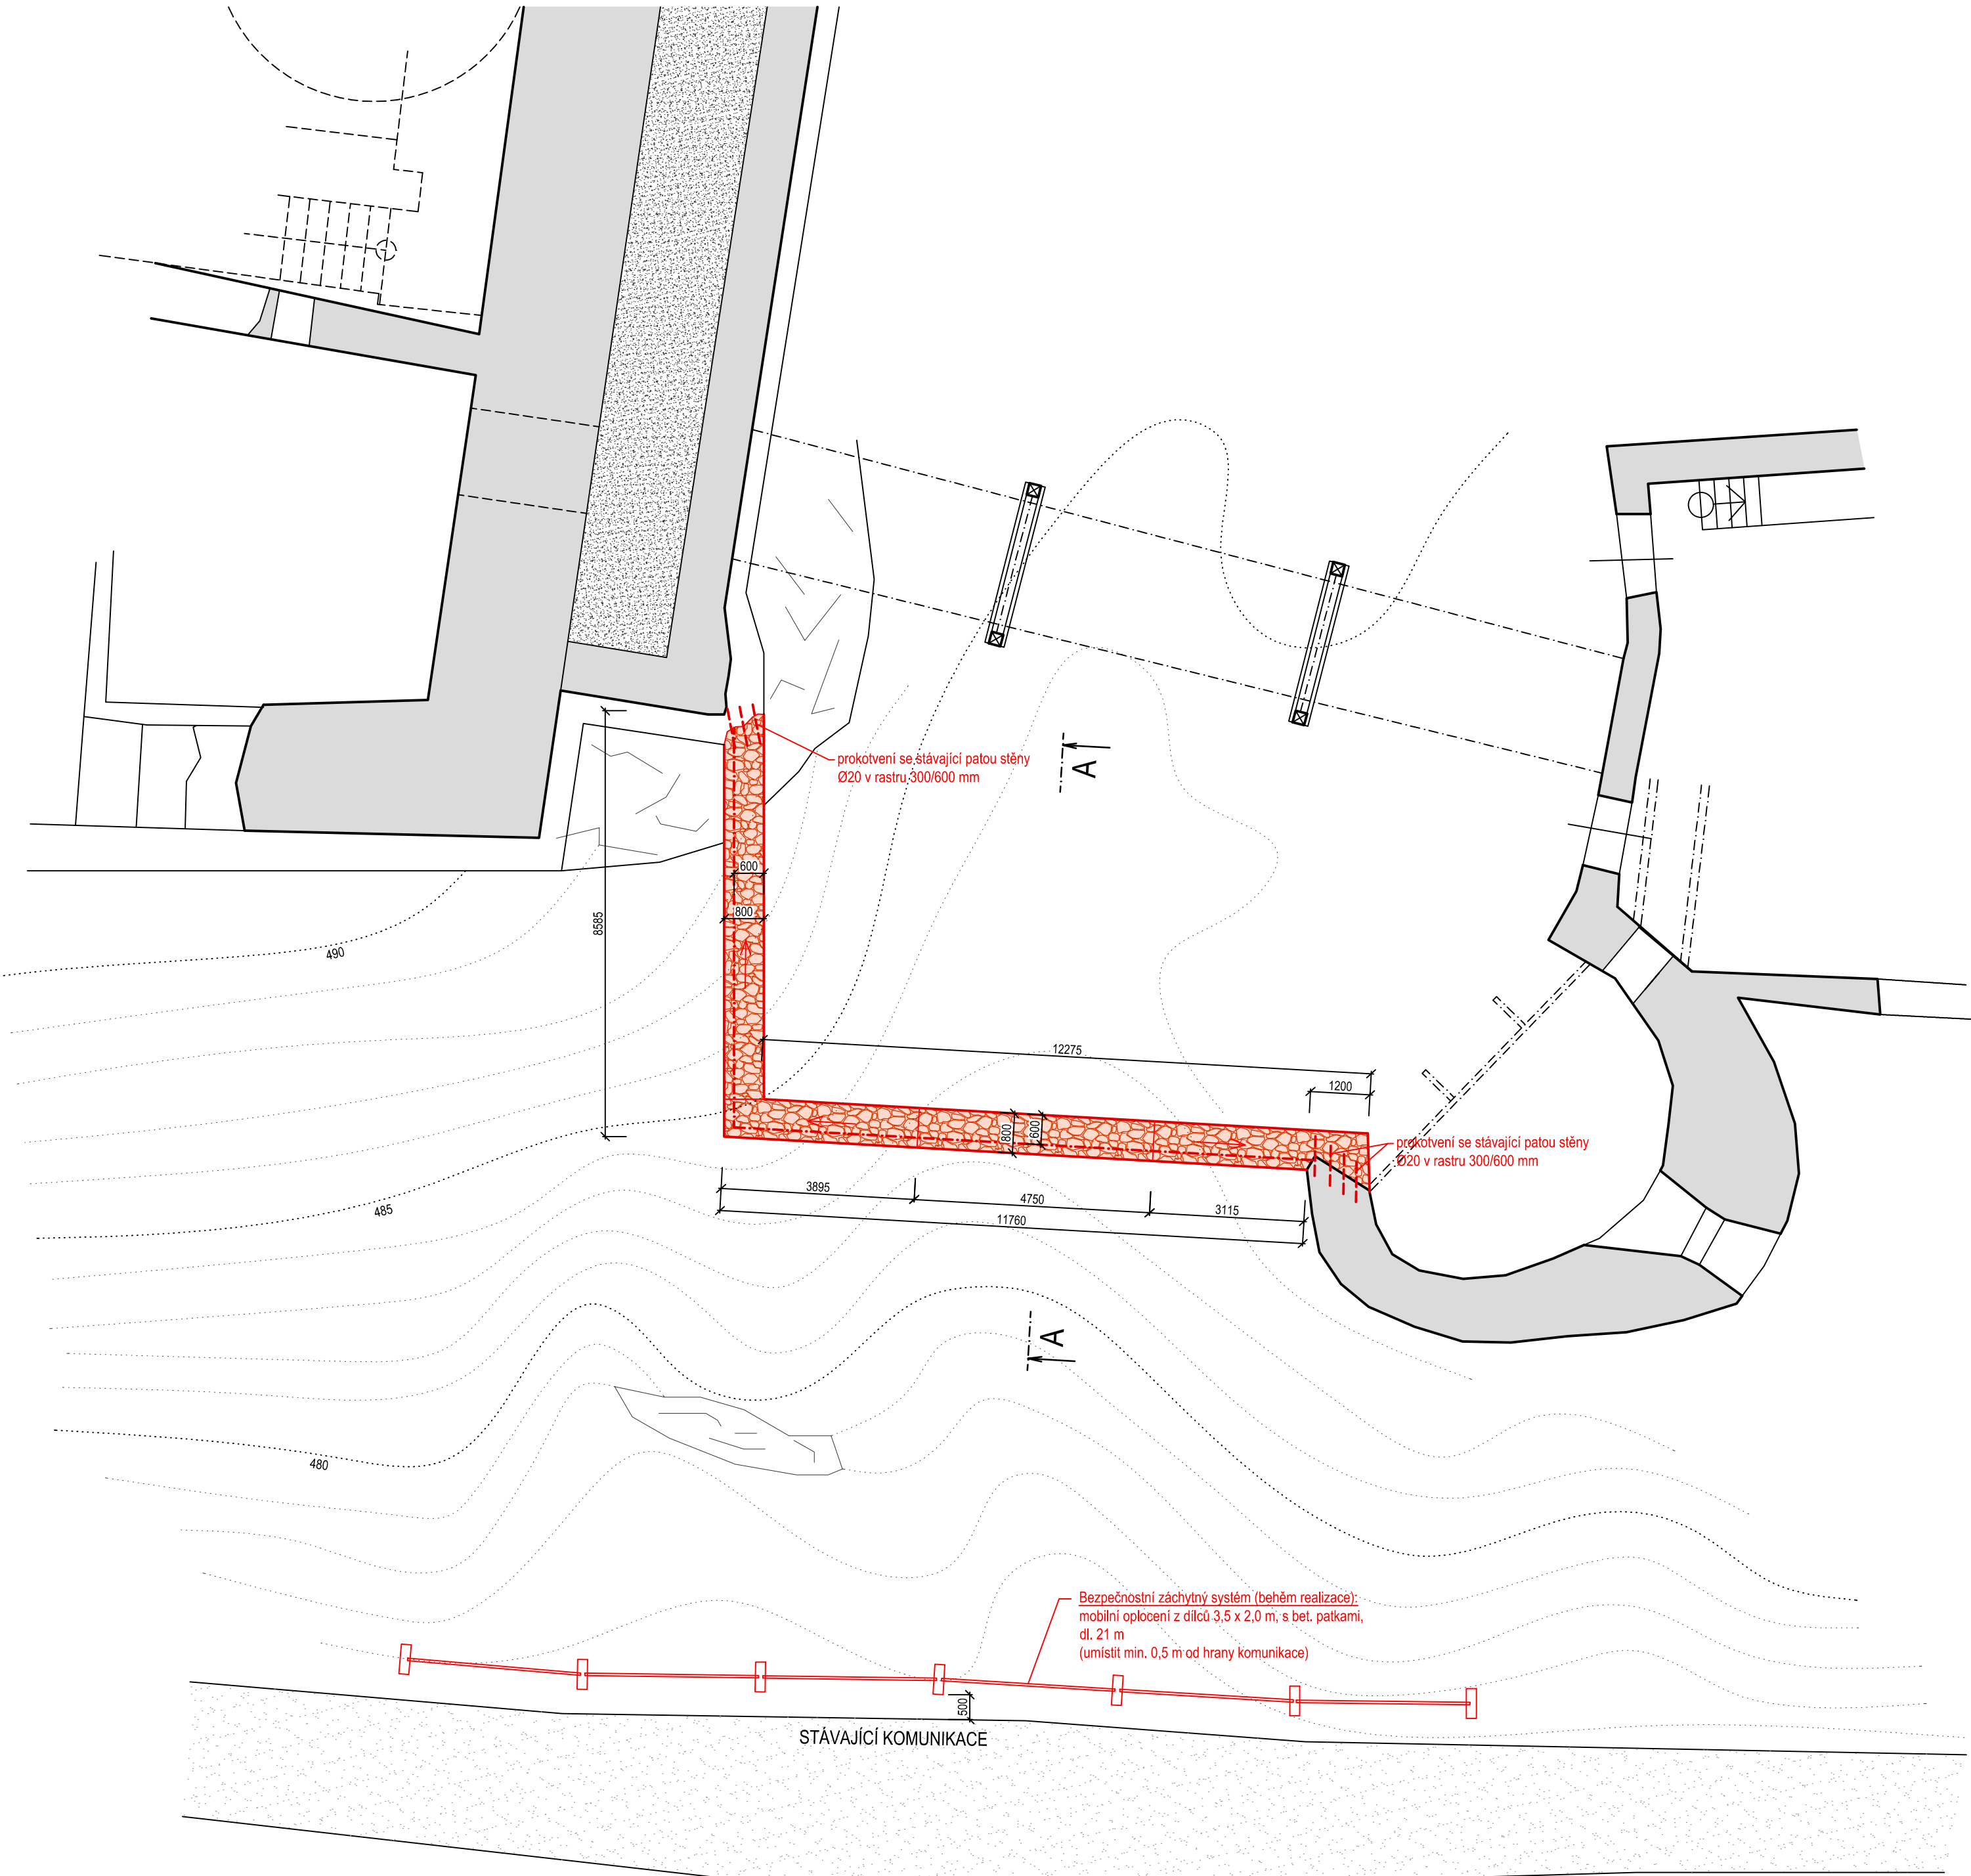 prokotvení se stávající patou stěny
Ø20 v rastru 300/600 mm
A
600
800
8585
490
12275
1200
800
600
prokotvení se stávající patou stěny
Ø20 v rastru 300/600 mm
3895
4750
3115
11760
485
A
480
Bezpečnostní záchytný systém (behěm realizace):
mobilní oplocení z dílců 3,5 x 2,0 m, s bet. patkami,
dl. 21 m
(umístit min. 0,5 m od hrany komunikace)
500
STÁVAJÍCÍ KOMUNIKACE